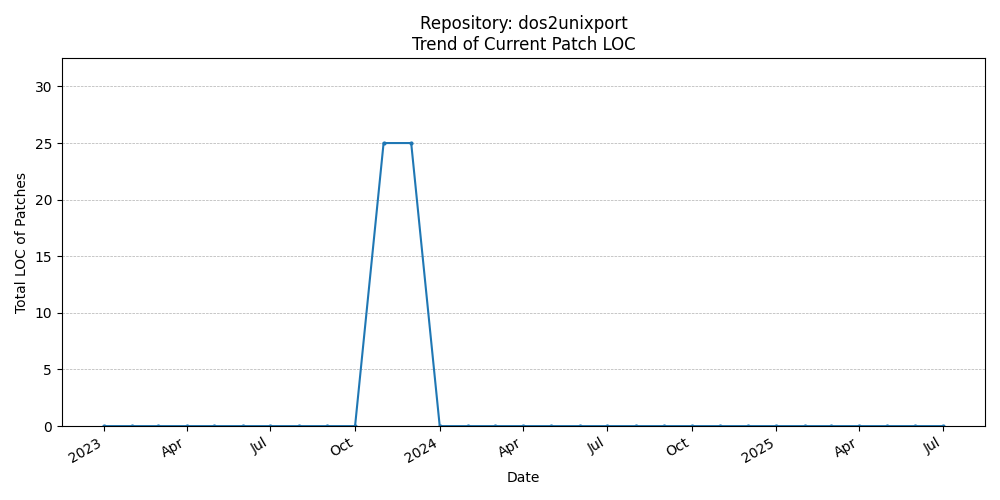 Repository: dos2unixport
Trend of Current Patch LOC
Total LOC of Patches
30
25
20
15
10
5
0
2023
Apr
Jul
Oct
2024
Apr
Jul
Oct
2025
Apr
Jul
Date